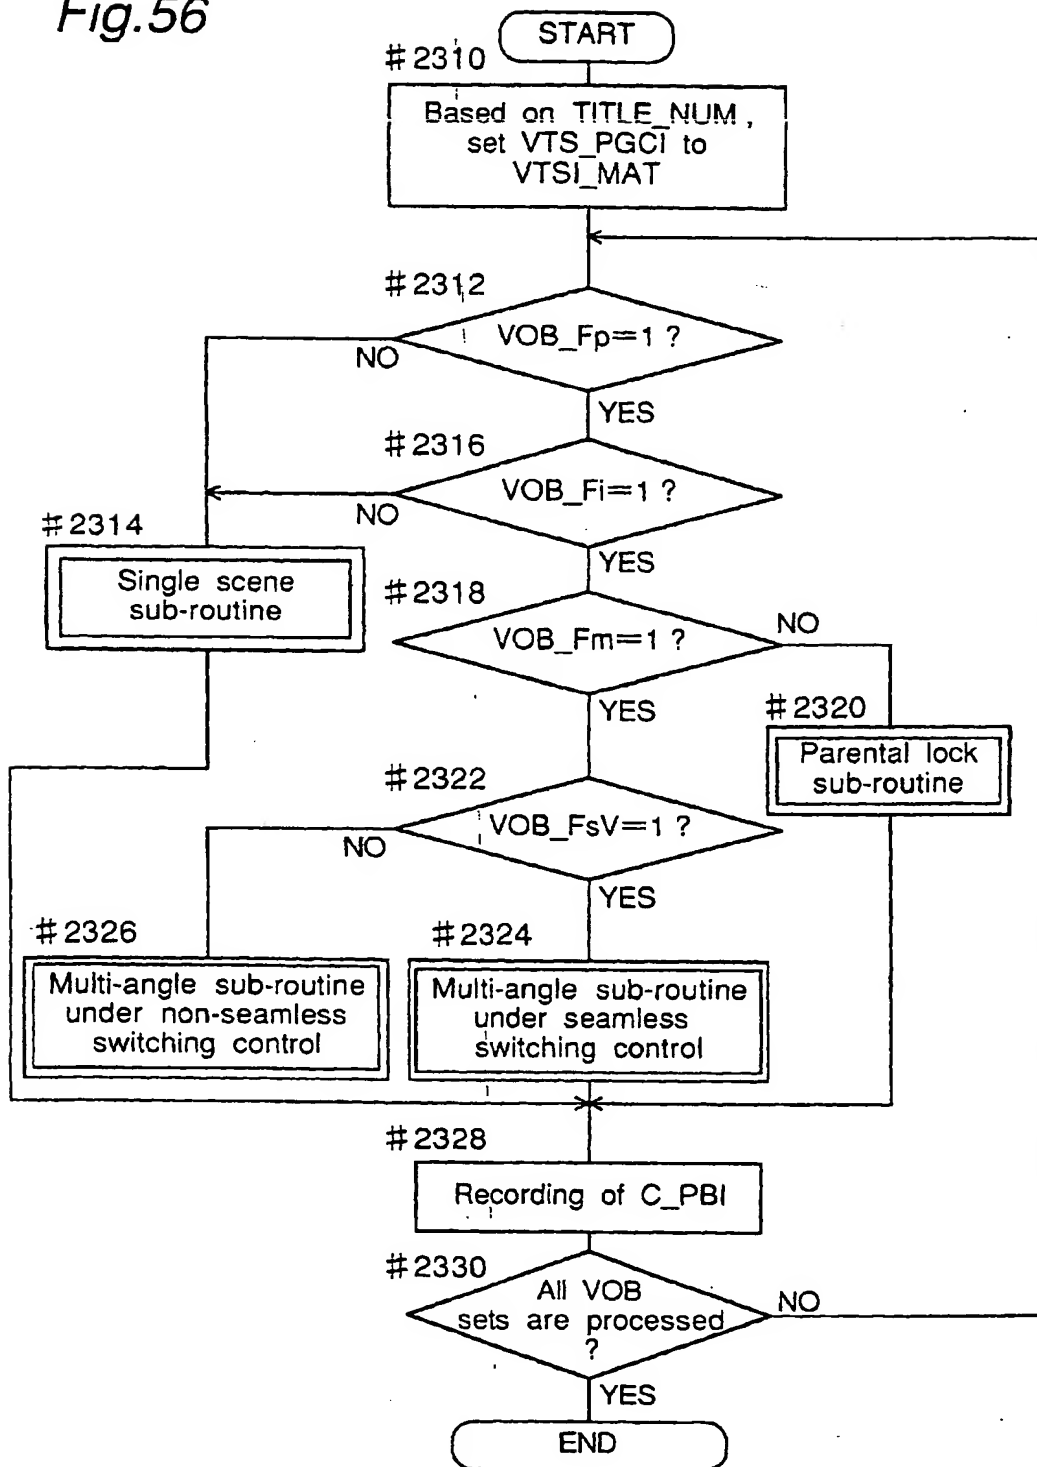 Fig.56
START
#2310
Based on TITLE_NUM,
set VTS_PGCI to
VTSI_MAT
#2312
VOB_Fp=1 ?
NO
YES
#2316
VOB_Fi=1 ?
NO
YES
#2314
Single scene
sub-routine
#2318
VOB_Fm=1 ?
NO
YES
#2320
Parental lock
sub-routine
#2322
VOB_FsV=1 ?
NO
YES
#2326
Multi-angle sub-routine
under non-seamless
switching control
#2324
Multi-angle sub-routine
under seamless
switching control
#2328
Recording of C_PBI
#2330
All VOB
sets are processed
?
NO
YES
END